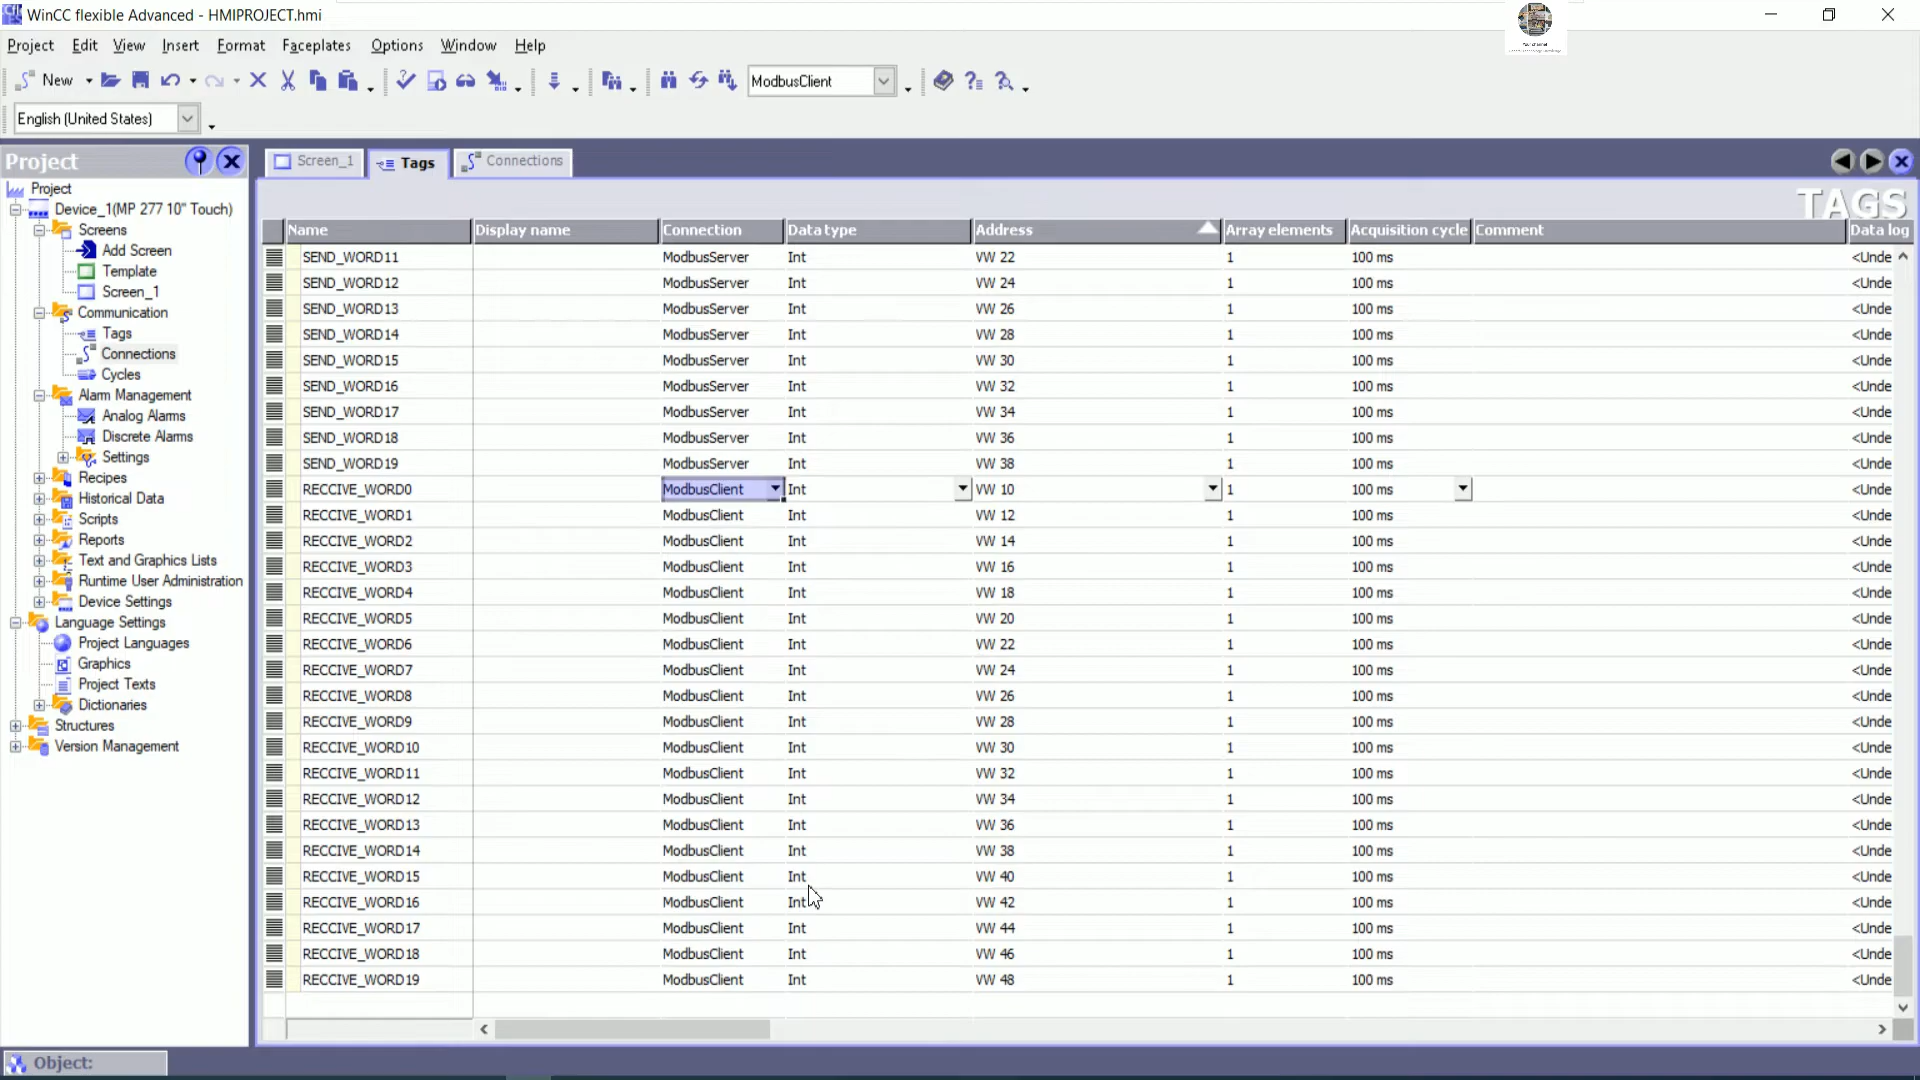 WinCC flexible Advanced - HMIPROJECT.hmi
Your channel
Project Edit View Insert Format Faceplates Options Window Help
New ModbusClient
English (United States)
Project
Screen_1 Tags Connections
TAGS
Project
Device_1(MP 277 10" Touch)
Screens
Add Screen
Template
Screen_1
Communication
Tags
Connections
Cycles
Alarm Management
Analog Alarms
Discrete Alarms
Settings
Recipes
Historical Data
Scripts
Reports
Text and Graphics Lists
Runtime User Administration
Device Settings
Language Settings
Project Languages
Graphics
Project Texts
Dictionaries
Structures
Version Management
Name Display name Connection Data type Address Array elements Acquisition cycle Comment Data log
SEND_WORD11 ModbusServer Int VW 22 1 100 ms <Unde
SEND_WORD12 ModbusServer Int VW 24 1 100 ms <Unde
SEND_WORD13 ModbusServer Int VW 26 1 100 ms <Unde
SEND_WORD14 ModbusServer Int VW 28 1 100 ms <Unde
SEND_WORD15 ModbusServer Int VW 30 1 100 ms <Unde
SEND_WORD16 ModbusServer Int VW 32 1 100 ms <Unde
SEND_WORD17 ModbusServer Int VW 34 1 100 ms <Unde
SEND_WORD18 ModbusServer Int VW 36 1 100 ms <Unde
SEND_WORD19 ModbusServer Int VW 38 1 100 ms <Unde
RECCIVE_WORD0 ModbusClient Int VW 10 1 100 ms <Unde
RECCIVE_WORD1 ModbusClient Int VW 12 1 100 ms <Unde
RECCIVE_WORD2 ModbusClient Int VW 14 1 100 ms <Unde
RECCIVE_WORD3 ModbusClient Int VW 16 1 100 ms <Unde
RECCIVE_WORD4 ModbusClient Int VW 18 1 100 ms <Unde
RECCIVE_WORD5 ModbusClient Int VW 20 1 100 ms <Unde
RECCIVE_WORD6 ModbusClient Int VW 22 1 100 ms <Unde
RECCIVE_WORD7 ModbusClient Int VW 24 1 100 ms <Unde
RECCIVE_WORD8 ModbusClient Int VW 26 1 100 ms <Unde
RECCIVE_WORD9 ModbusClient Int VW 28 1 100 ms <Unde
RECCIVE_WORD10 ModbusClient Int VW 30 1 100 ms <Unde
RECCIVE_WORD11 ModbusClient Int VW 32 1 100 ms <Unde
RECCIVE_WORD12 ModbusClient Int VW 34 1 100 ms <Unde
RECCIVE_WORD13 ModbusClient Int VW 36 1 100 ms <Unde
RECCIVE_WORD14 ModbusClient Int VW 38 1 100 ms <Unde
RECCIVE_WORD15 ModbusClient Int VW 40 1 100 ms <Unde
RECCIVE_WORD16 ModbusClient Int VW 42 1 100 ms <Unde
RECCIVE_WORD17 ModbusClient Int VW 44 1 100 ms <Unde
RECCIVE_WORD18 ModbusClient Int VW 46 1 100 ms <Unde
RECCIVE_WORD19 ModbusClient Int VW 48 1 100 ms <Unde
Object: